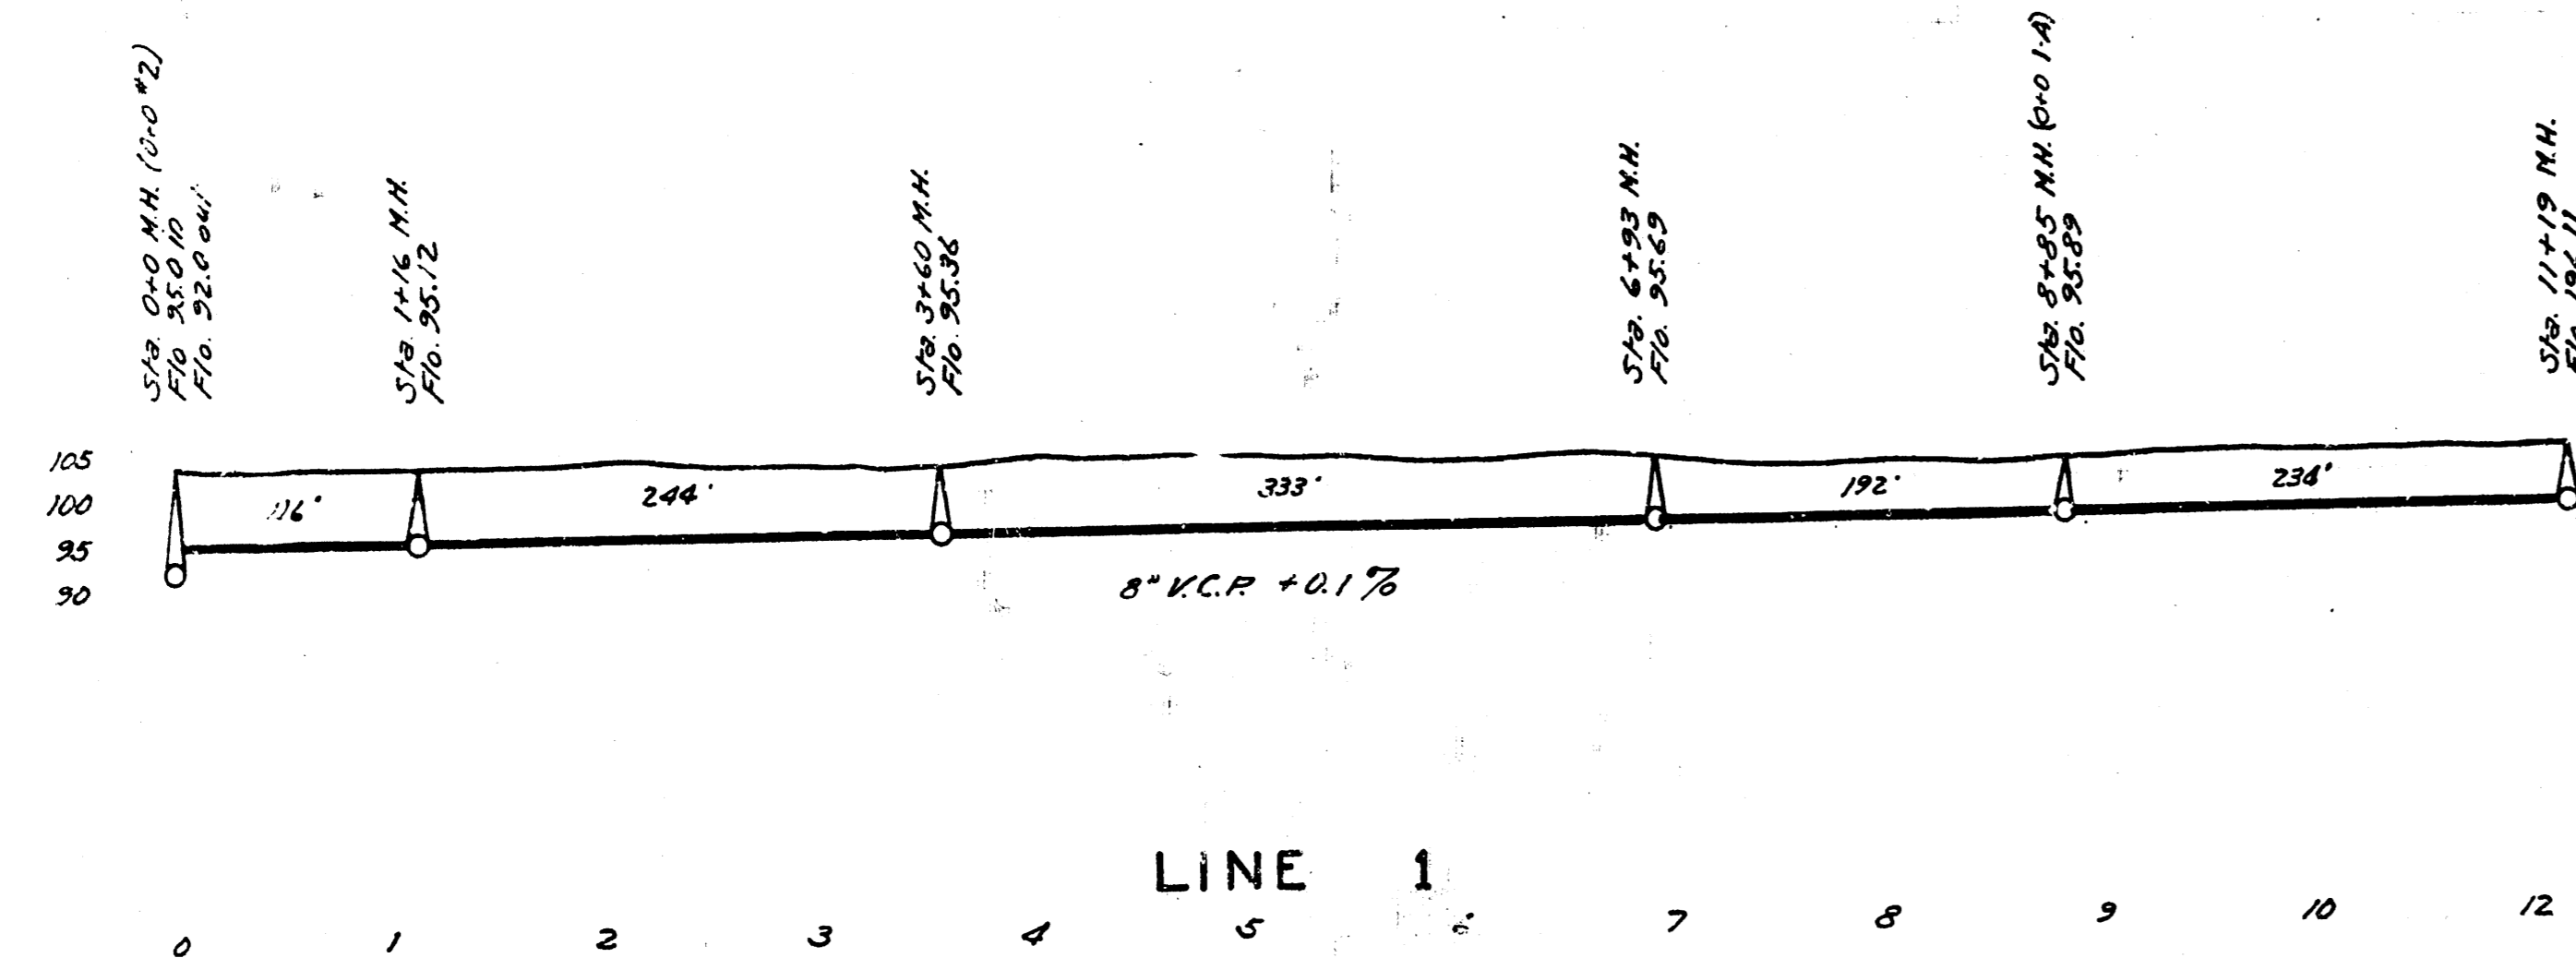 Sta. 0+0 M.H. (0+0 #2)
Flo 95.0 in
Flo. 92.0 out
Sta. 1+16 M.H.
Flo. 95.12
Sta. 3+60 M.H.
Flo. 95.36
Sta. 6+93 M.H.
Flo. 95.69
Sta. 8+85 M.H. (0+0 1-A)
Flo. 95.89
Sta. 11+19 M.H.
105
100
95
90
116'
244'
333'
192'
234'
8" V.C.P. +0.1%
LINE 1
0 1 2 3 4 5 7 8 9 10 12